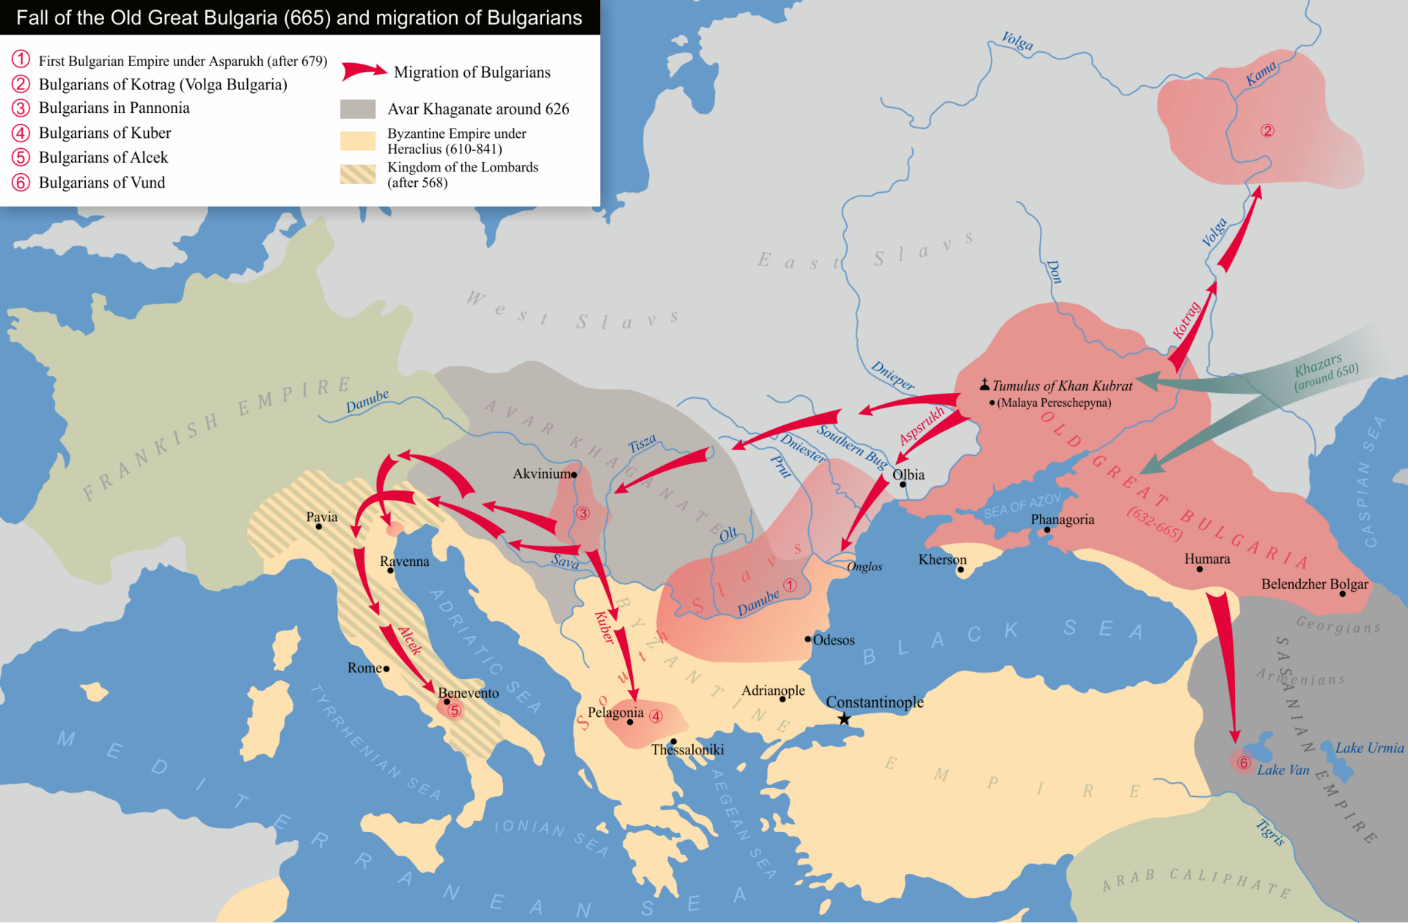 Fall of the Old Great Bulgaria (665) and migration of Bulgarians
① First Bulgarian Empire under Asparukh (after 679)
② Bulgarians of Kotrag (Volga Bulgaria)
③ Bulgarians in Pannonia
④ Bulgarians of Kuber
⑤ Bulgarians of Alcek
⑥ Bulgarians of Vund
Migration of Bulgarians
Avar Khaganate around 626
Byzantine Empire under
Heraclius (610-841)
Kingdom of the Lombards
(after 568)
Volga
Kama
②
Volga
East Slavs
West Slavs
Don
Kotrag
Khazars
(around 650)
Dnieper
Tumulus of Khan Kubrat
(Malaya Pereschepyna)
FRANKISH EMPIRE
Danube
AVAR KHAGANATE
Tisza
Aspsrukh
Southern Bug
Dniester
Prut
OLD GREAT BULGARIA
(632-665)
CASPIAN SEA
Akvinium
Olbia
③
Pavia
SEA OF AZOV
Phanagoria
Olt
Ravenna
Sava
Onglos
Kherson
Humara
Belendzher Bolgar
①
Danube
South Slavs
Kuber
BYZANTINE
EMPIRE
ADRIATIC SEA
Alcek
Odesos
BLACK SEA
Georgians
Armenians
SASANIAN EMPIRE
Rome
Benevento
⑤
Adrianople
Constantinople
Pelagonia
④
Thessaloniki
TYRRHENIAN SEA
MEDITERRANEAN SEA
Lake Urmia
⑥
Lake Van
IONIAN SEA
AEGEAN SEA
Tigris
ARAB CALIPHATE